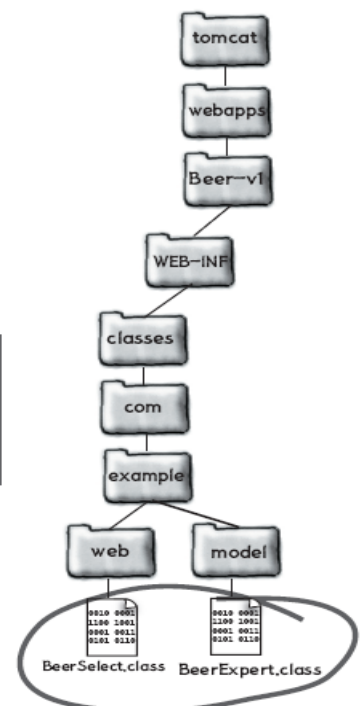 tomcat
webapps
Beer-v1
WEB-INF
classes
com
example
web model
0010 0001 0010 0001
1100 1001 1100 1001
0001 0011 0001 0011
0101 0110 0101 0110
BeerSelect.class BeerExpert.class